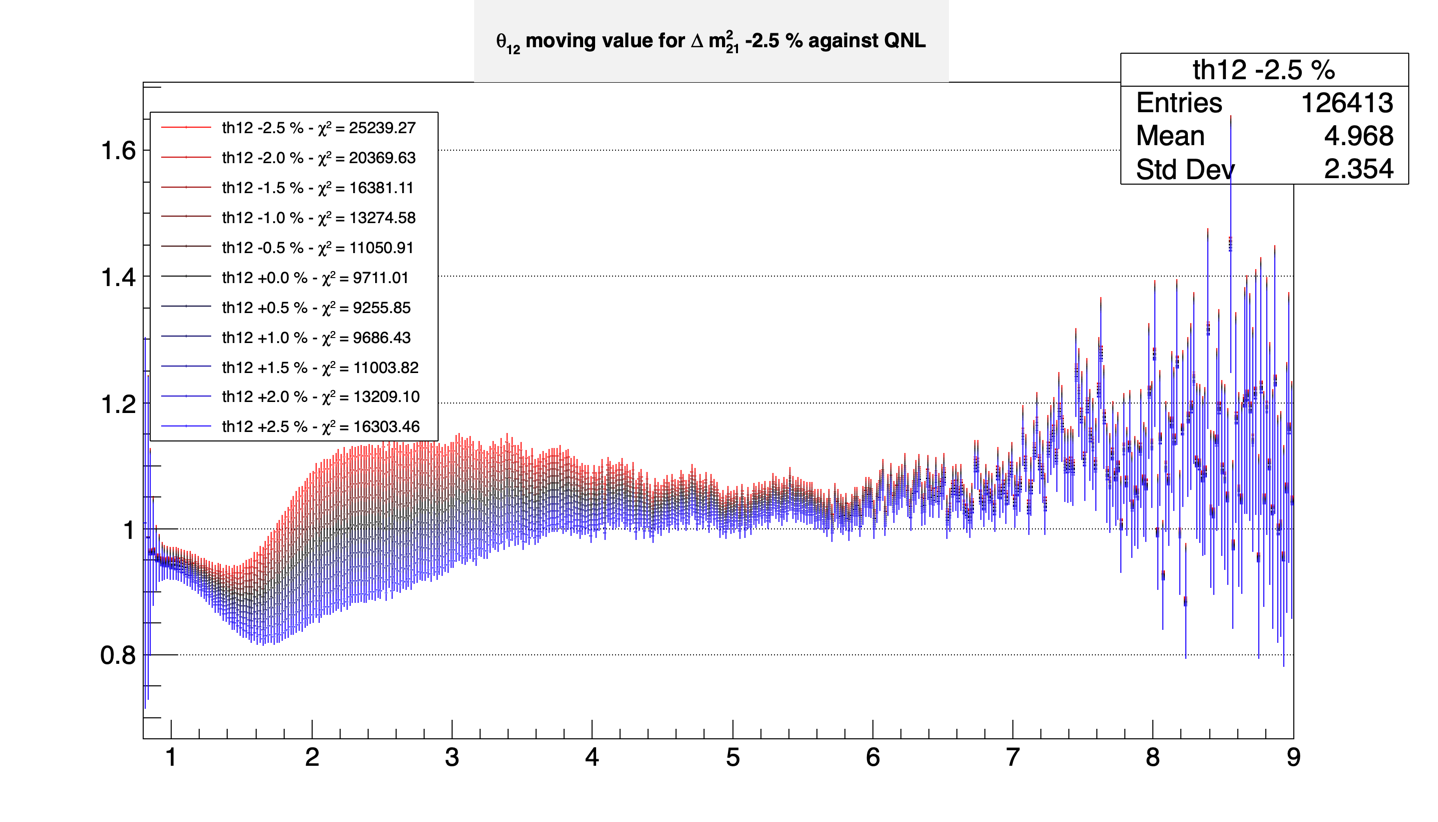 θ12 moving value for Δ m²21 -2.5 % against QNL
th12 -2.5 %
Entries 126413
Mean 4.968
Std Dev 2.354
th12 -2.5 % - χ² = 25239.27
th12 -2.0 % - χ² = 20369.63
th12 -1.5 % - χ² = 16381.11
th12 -1.0 % - χ² = 13274.58
th12 -0.5 % - χ² = 11050.91
th12 +0.0 % - χ² = 9711.01
th12 +0.5 % - χ² = 9255.85
th12 +1.0 % - χ² = 9686.43
th12 +1.5 % - χ² = 11003.82
th12 +2.0 % - χ² = 13209.10
th12 +2.5 % - χ² = 16303.46
1.6
1.4
1.2
1
0.8
1 2 3 4 5 6 7 8 9